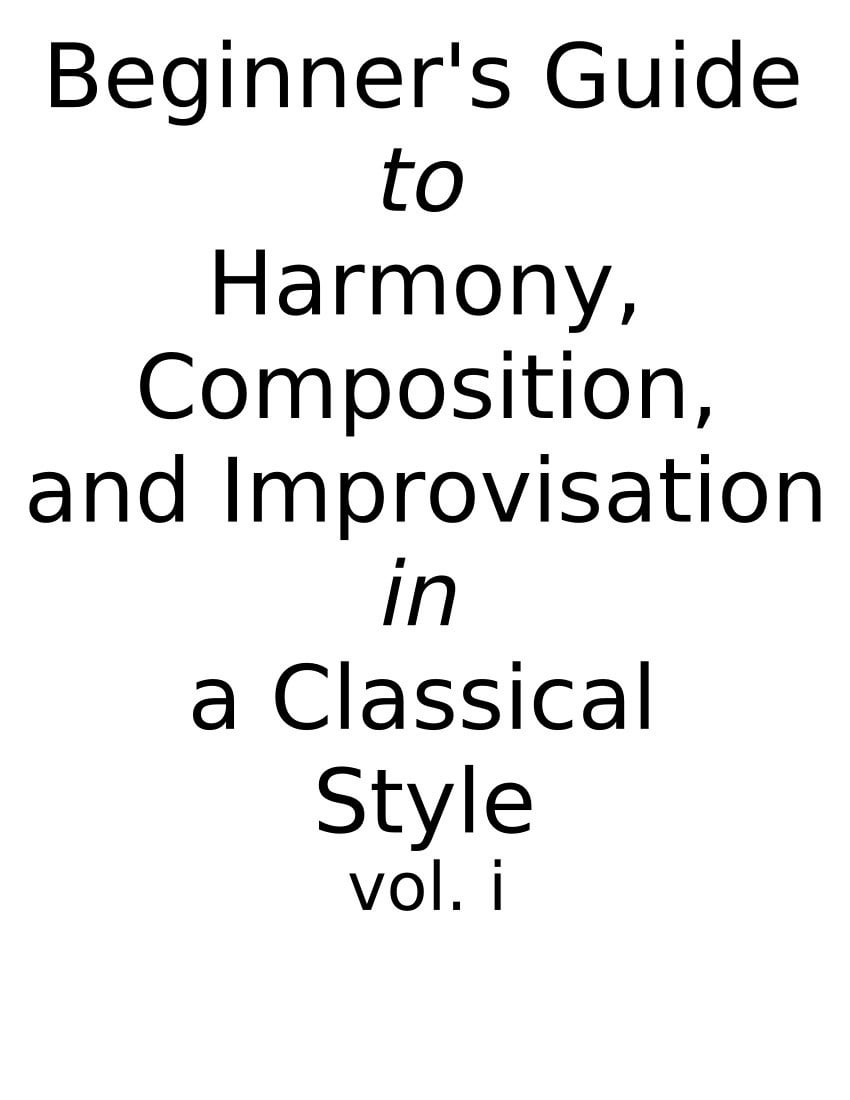 Beginner's Guide
to
Harmony,
Composition,
and Improvisation
in
a Classical
Style
vol. i